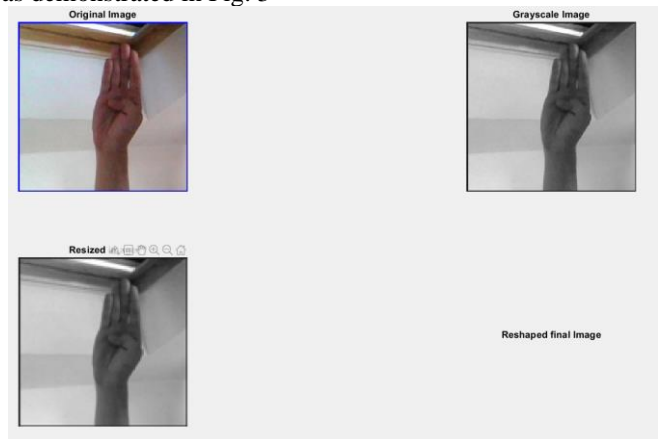 as demonstrated in Fig. 3
Original Image
Grayscale Image
Resized
Reshaped final Image